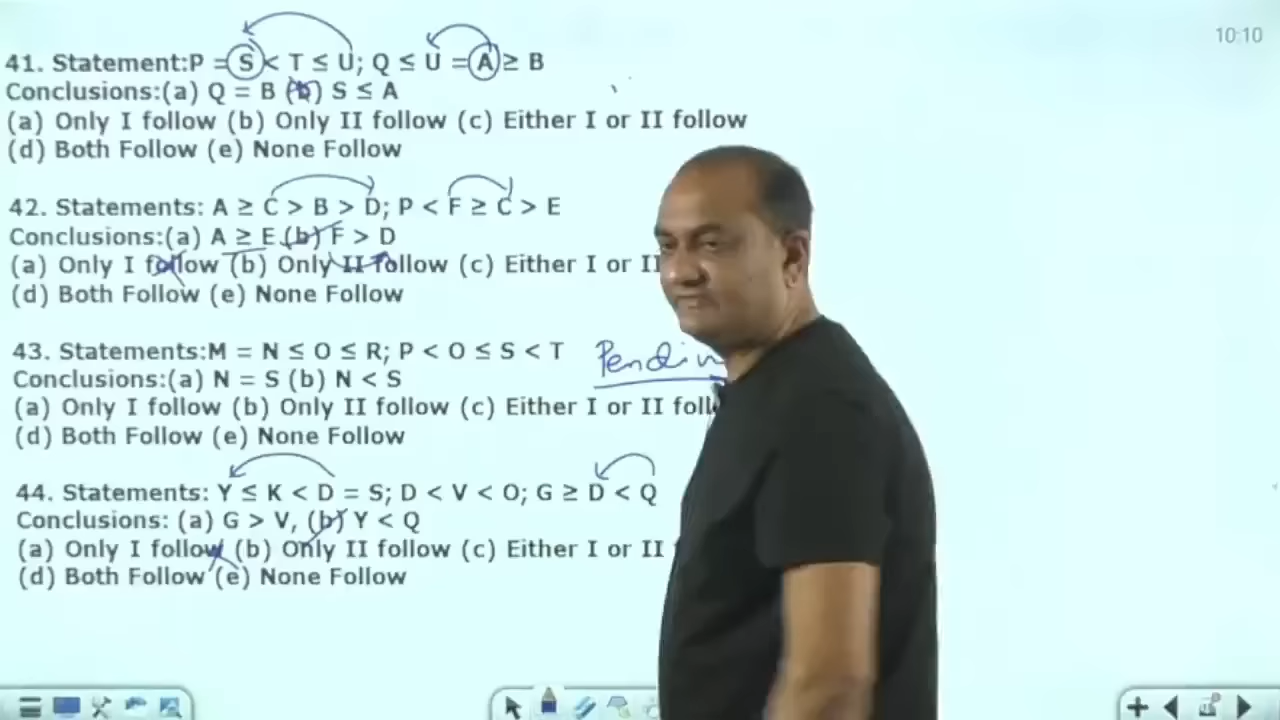 10:10
41. Statement:P = S < T ≤ U; Q ≤ U = A ≥ B
Conclusions:(a) Q = B (b) S ≤ A
(a) Only I follow (b) Only II follow (c) Either I or II follow
(d) Both Follow (e) None Follow
42. Statements: A ≥ C > B > D; P < F ≥ C > E
Conclusions:(a) A ≥ E (b) F > D
(a) Only I follow (b) Only II follow (c) Either I or II
(d) Both Follow (e) None Follow
43. Statements:M = N ≤ O ≤ R; P < O ≤ S < T
Conclusions:(a) N = S (b) N < S
(a) Only I follow (b) Only II follow (c) Either I or II foll
(d) Both Follow (e) None Follow
44. Statements: Y ≤ K < D = S; D < V < O; G ≥ D < Q
Conclusions: (a) G > V, (b) Y < Q
(a) Only I follow (b) Only II follow (c) Either I or II
(d) Both Follow (e) None Follow